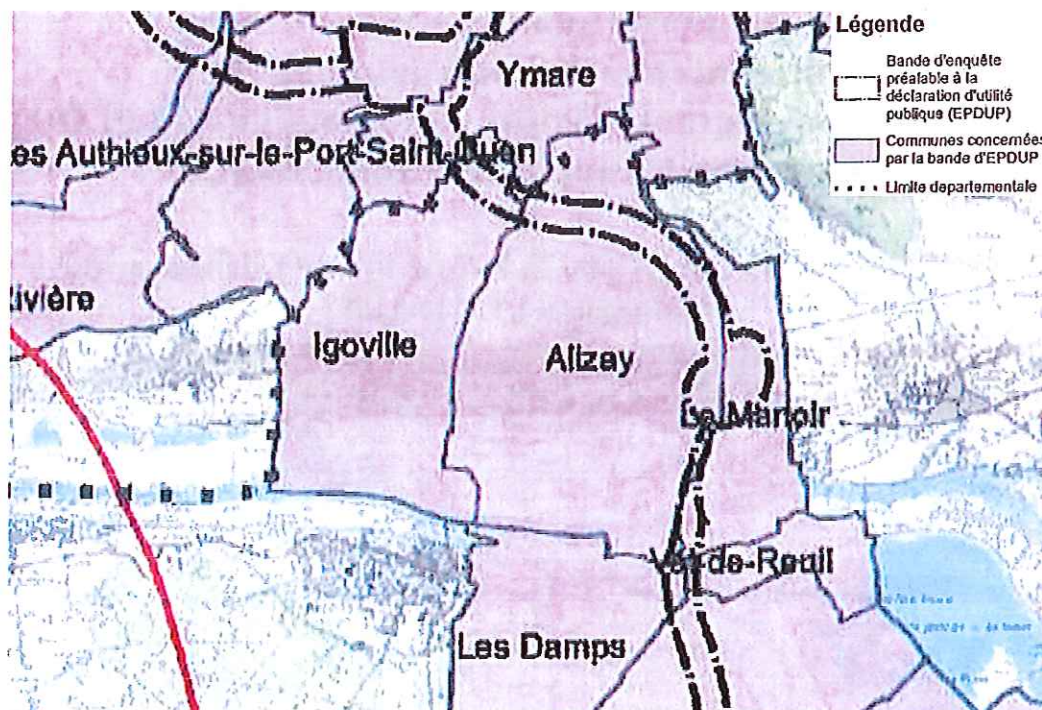 Légende
Bande d'enquête
préalable à la
déclaration d'utilité
publique (EPDUP)
Communes concernées
par la bande d'EPDUP
Limite departementale
Ymare
es Authieux-sur-le-Port-Saint-Ouen
Rivière
Igoville
Alizay
Le Manoir
Val-de-Reuil
Les Damps